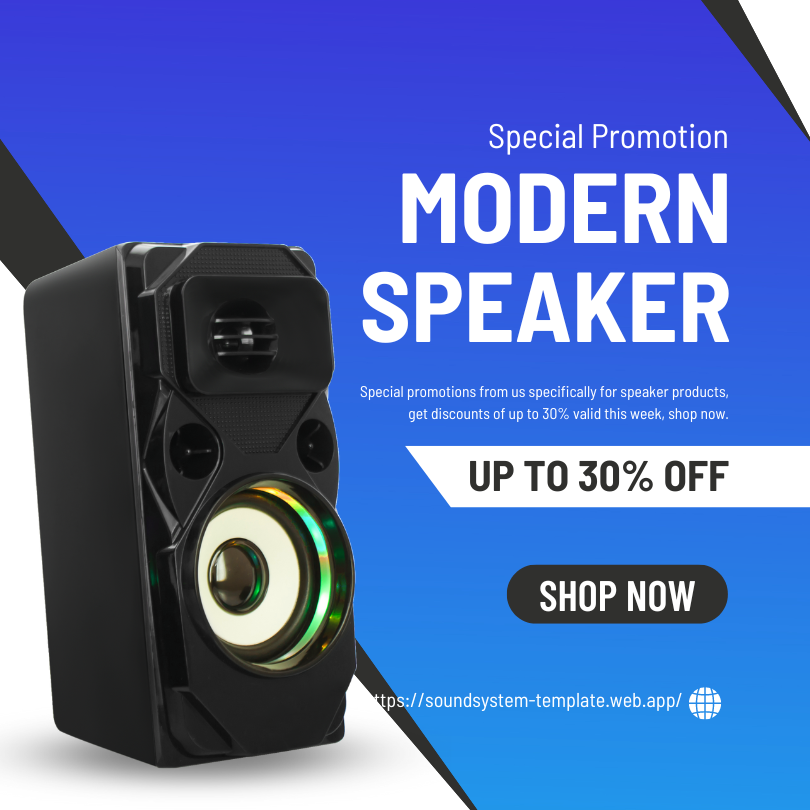 Special Promotion
MODERN
SPEAKER
Special promotions from us specifically for speaker products,
get discounts of up to 30% valid this week, shop now.
UP TO 30% OFF
SHOP NOW
ttps://soundsystem-template.web.app/